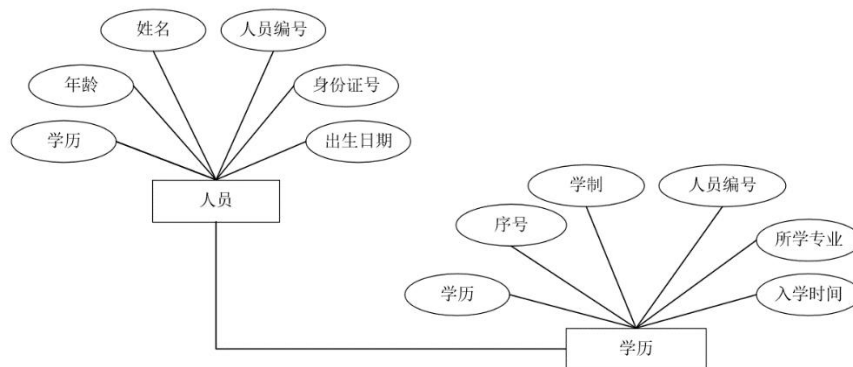 姓名
人员编号
年龄
身份证号
学历
出生日期
人员
学制
人员编号
序号
所学专业
学历
入学时间
学历